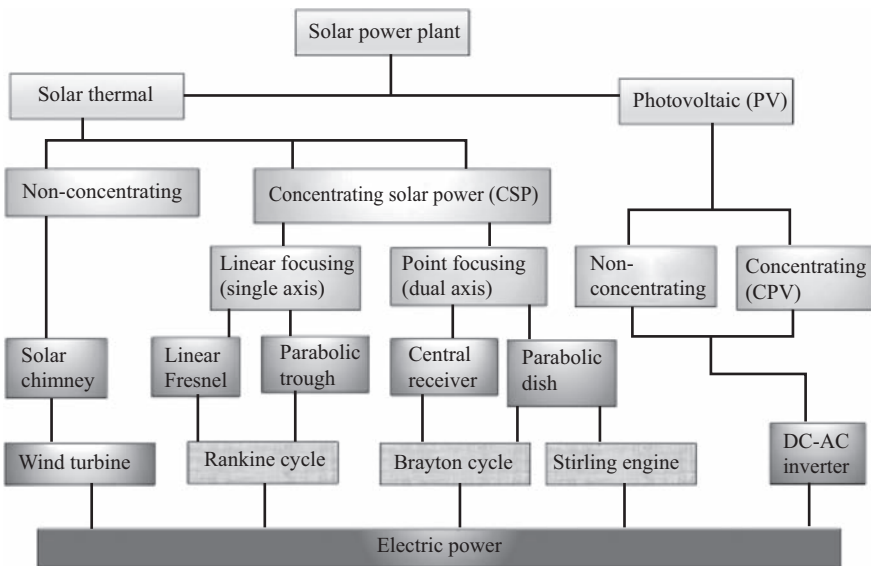 Solar power plant
Solar thermal
Photovoltaic (PV)
Non-concentrating
Concentrating solar power (CSP)
Linear focusing
(single axis)
Point focusing
(dual axis)
Non-
concentrating
Concentrating
(CPV)
Solar
chimney
Linear
Fresnel
Parabolic
trough
Central
receiver
Parabolic
dish
Wind turbine
Rankine cycle
Brayton cycle
Stirling engine
DC-AC
inverter
Electric power